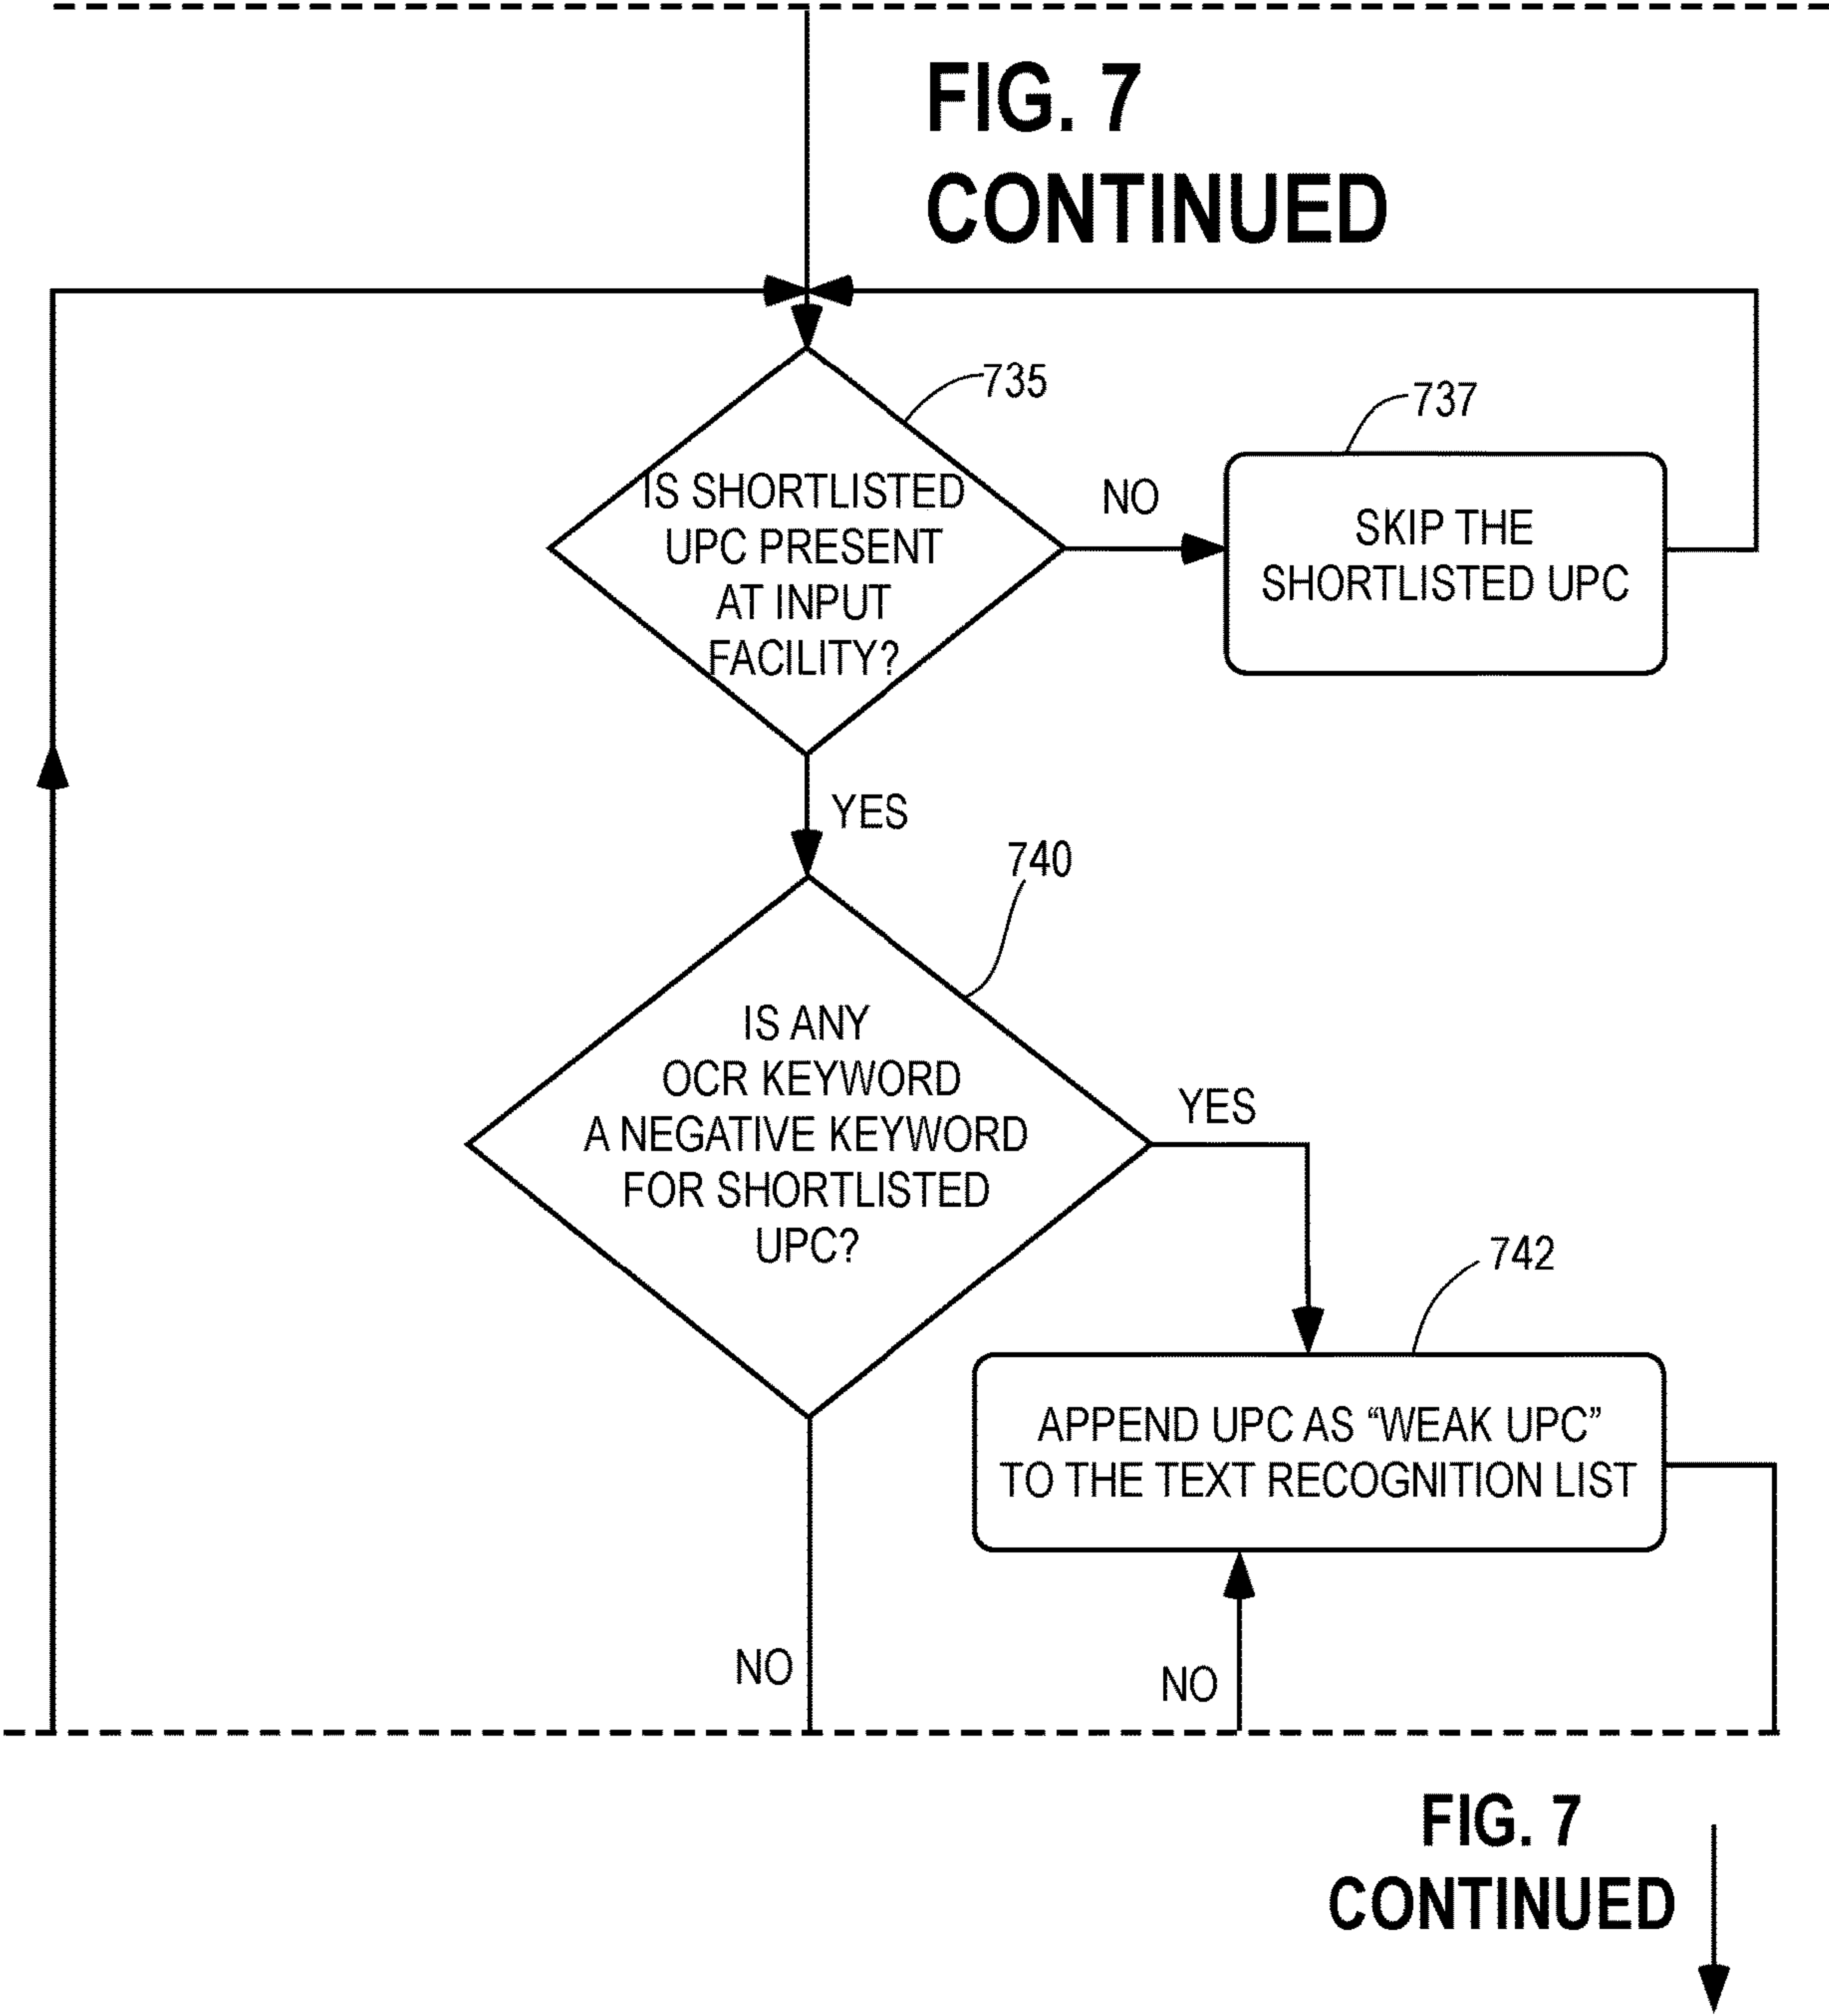 FIG. 7
CONTINUED
735
737
IS SHORTLISTED
UPC PRESENT
AT INPUT
FACILITY?
NO
SKIP THE
SHORTLISTED UPC
YES
740
IS ANY
OCR KEYWORD
A NEGATIVE KEYWORD
FOR SHORTLISTED
UPC?
YES
742
APPEND UPC AS “WEAK UPC”
TO THE TEXT RECOGNITION LIST
NO
NO
FIG. 7
CONTINUED